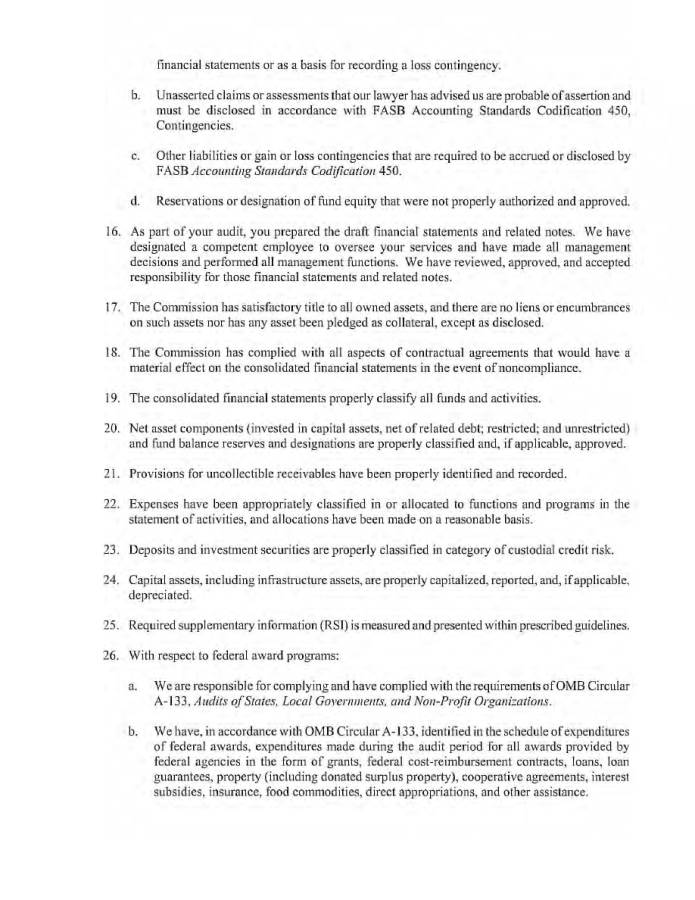 financial statements or as a basis for recording a loss contingency.
b. Unasserted claims or assessments that our lawyer has advised us are probable of assertion and
must be disclosed in accordance with FASB Accounting Standards Codification 450,
Contingencies.
c. Other liabilities or gain or loss contingencies that are required to be accrued or disclosed by
FASB Accounting Standards Codification 450.
d. Reservations or designation of fund equity that were not properly authorized and approved.
16. As part of your audit, you prepared the draft financial statements and related notes. We have
designated a competent employee to oversee your services and have made all management
decisions and performed all management functions. We have reviewed, approved, and accepted
responsibility for those financial statements and related notes.
17. The Commission has satisfactory title to all owned assets, and there are no liens or encumbrances
on such assets nor has any asset been pledged as collateral, except as disclosed.
18. The Commission has complied with all aspects of contractual agreements that would have a
material effect on the consolidated financial statements in the event of noncompliance.
19. The consolidated financial statements properly classify all funds and activities.
20. Net asset components (invested in capital assets, net of related debt; restricted; and unrestricted)
and fund balance reserves and designations are properly classified and, if applicable, approved.
21. Provisions for uncollectible receivables have been properly identified and recorded.
22. Expenses have been appropriately classified in or allocated to functions and programs in the
statement of activities, and allocations have been made on a reasonable basis.
23. Deposits and investment securities are properly classified in category of custodial credit risk.
24. Capital assets, including infrastructure assets, are properly capitalized, reported, and, if applicable,
depreciated.
25. Required supplementary information (RSI) is measured and presented within prescribed guidelines.
26. With respect to federal award programs:
a. We are responsible for complying and have complied with the requirements of OMB Circular
A-133, Audits of States, Local Governments, and Non-Profit Organizations.
b. We have, in accordance with OMB Circular A-133, identified in the schedule of expenditures
of federal awards, expenditures made during the audit period for all awards provided by
federal agencies in the form of grants, federal cost-reimbursement contracts, loans, loan
guarantees, property (including donated surplus property), cooperative agreements, interest
subsidies, insurance, food commodities, direct appropriations, and other assistance.